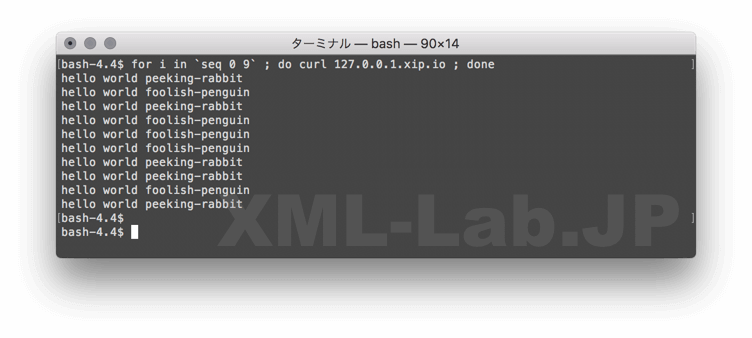 ターミナル — bash — 90×14
[bash-4.4$ for i in `seq 0 9` ; do curl 127.0.0.1.xip.io ; done ]
hello world peeking-rabbit
hello world foolish-penguin
hello world peeking-rabbit
hello world foolish-penguin
hello world foolish-penguin
hello world foolish-penguin
hello world peeking-rabbit
hello world peeking-rabbit
hello world foolish-penguin
hello world peeking-rabbit
[bash-4.4$ ]
bash-4.4$
XML-Lab.JP